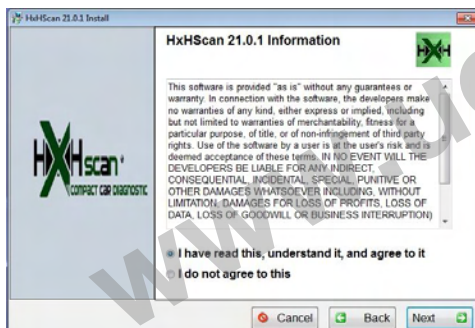 HxHScan 21.0.1 Install
HxHScan 21.0.1 Information
HXH
This software is provided "as is" without any guarantees or
warranty. In connection with the software, the developers make
no warranties of any kind, either express or implied, including
but not limited to warranties of merchantability, fitness for a
particular purpose, of title, or of non-infringement of third party
rights. Use of the software by a user is at the user's risk and is
deemed acceptance of these terms. IN NO EVENT WILL THE
DEVELOPERS BE LIABLE FOR ANY INDIRECT,
CONSEQUENTIAL, INCIDENTAL, SPECIAL, PUNITIVE OR
OTHER DAMAGES WHATSOEVER INCLUDING, WITHOUT
LIMITATION, DAMAGES FOR LOSS OF PROFITS, LOSS OF
DATA, LOSS OF GOODWILL OR BUSINESS INTERRUPTION)
HXHscan
COMPACT CAR DIAGNOSTIC
I have read this, understand it, and agree to it
I do not agree to this
Cancel Back Next